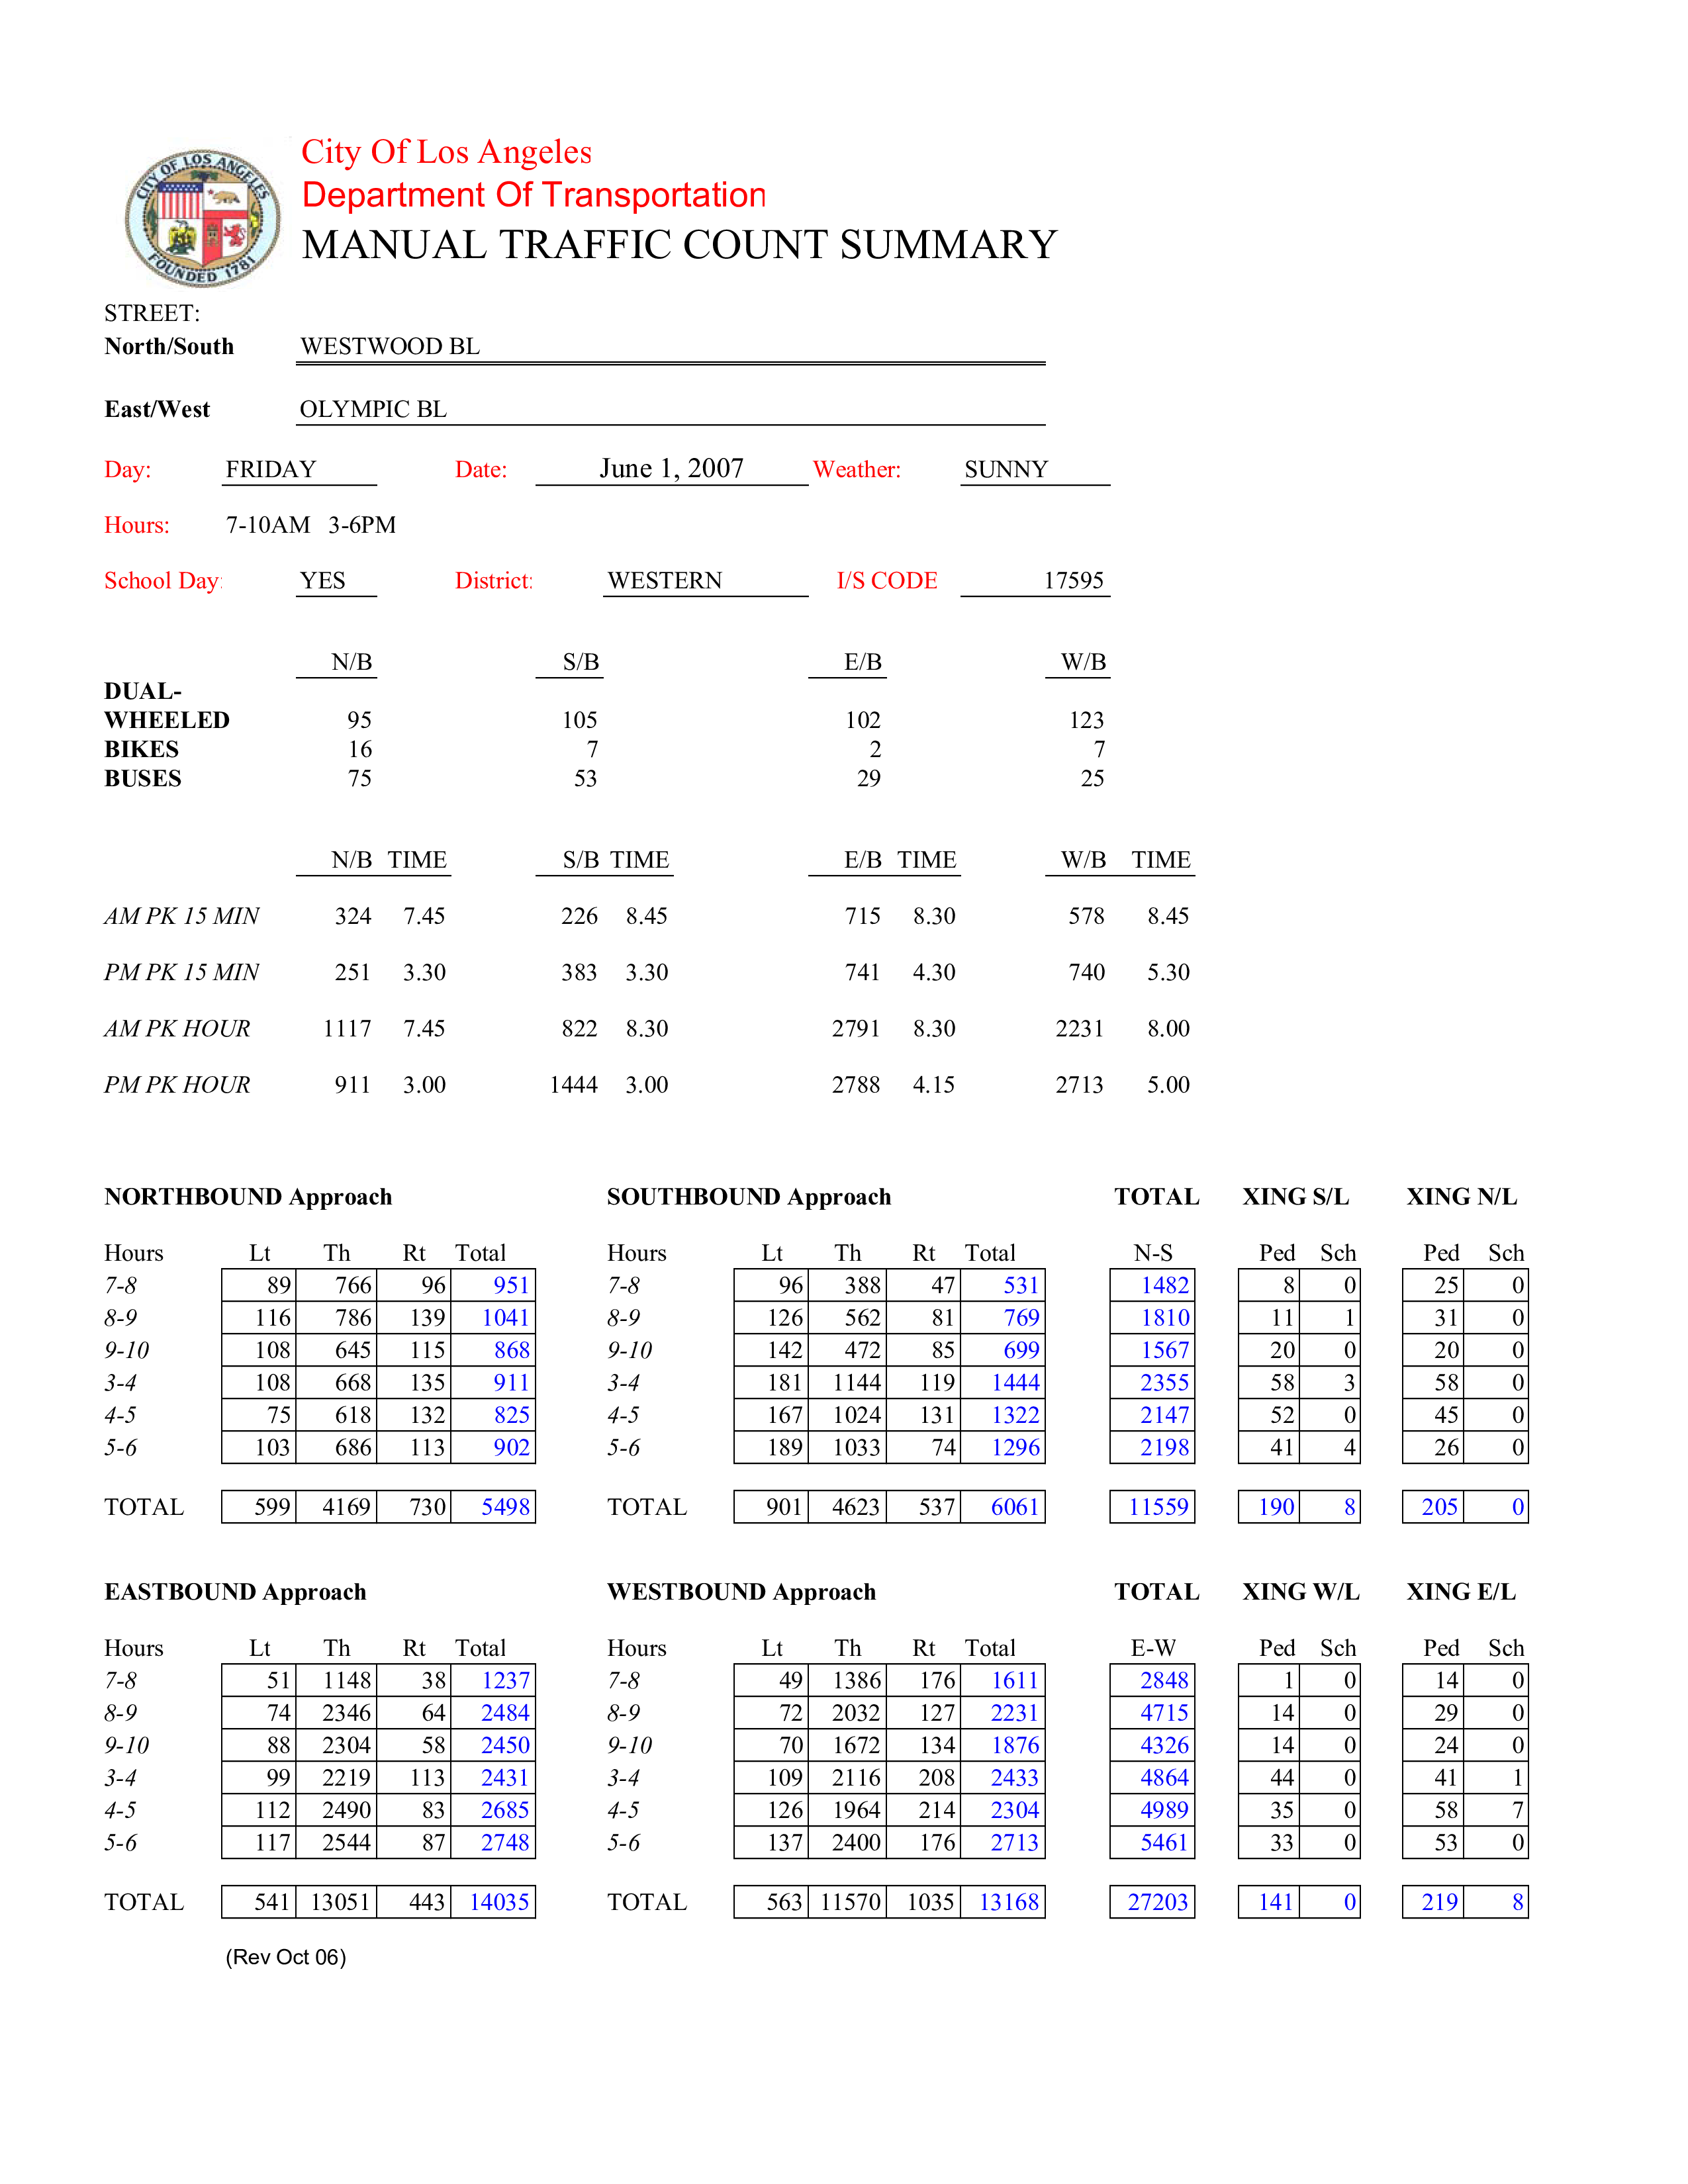 CITY OF LOS ANGELES
FOUNDED 1781
City Of Los Angeles
Department Of Transportation
MANUAL TRAFFIC COUNT SUMMARY
STREET:
North/South WESTWOOD BL
East/West OLYMPIC BL
Day: FRIDAY Date: June 1, 2007 Weather: SUNNY
Hours: 7-10AM 3-6PM
School Day: YES District: WESTERN I/S CODE 17595
N/B S/B E/B W/B
DUAL-
WHEELED 95 105 102 123
BIKES 16 7 2 7
BUSES 75 53 29 25
N/B TIME S/B TIME E/B TIME W/B TIME
AM PK 15 MIN 324 7.45 226 8.45 715 8.30 578 8.45
PM PK 15 MIN 251 3.30 383 3.30 741 4.30 740 5.30
AM PK HOUR 1117 7.45 822 8.30 2791 8.30 2231 8.00
PM PK HOUR 911 3.00 1444 3.00 2788 4.15 2713 5.00
NORTHBOUND Approach SOUTHBOUND Approach TOTAL XING S/L XING N/L
Hours Lt Th Rt Total Hours Lt Th Rt Total N-S Ped Sch Ped Sch
7-8 89 766 96 951 7-8 96 388 47 531 1482 8 0 25 0
8-9 116 786 139 1041 8-9 126 562 81 769 1810 11 1 31 0
9-10 108 645 115 868 9-10 142 472 85 699 1567 20 0 20 0
3-4 108 668 135 911 3-4 181 1144 119 1444 2355 58 3 58 0
4-5 75 618 132 825 4-5 167 1024 131 1322 2147 52 0 45 0
5-6 103 686 113 902 5-6 189 1033 74 1296 2198 41 4 26 0
TOTAL 599 4169 730 5498 TOTAL 901 4623 537 6061 11559 190 8 205 0
EASTBOUND Approach WESTBOUND Approach TOTAL XING W/L XING E/L
Hours Lt Th Rt Total Hours Lt Th Rt Total E-W Ped Sch Ped Sch
7-8 51 1148 38 1237 7-8 49 1386 176 1611 2848 1 0 14 0
8-9 74 2346 64 2484 8-9 72 2032 127 2231 4715 14 0 29 0
9-10 88 2304 58 2450 9-10 70 1672 134 1876 4326 14 0 24 0
3-4 99 2219 113 2431 3-4 109 2116 208 2433 4864 44 0 41 1
4-5 112 2490 83 2685 4-5 126 1964 214 2304 4989 35 0 58 7
5-6 117 2544 87 2748 5-6 137 2400 176 2713 5461 33 0 53 0
TOTAL 541 13051 443 14035 TOTAL 563 11570 1035 13168 27203 141 0 219 8
(Rev Oct 06)